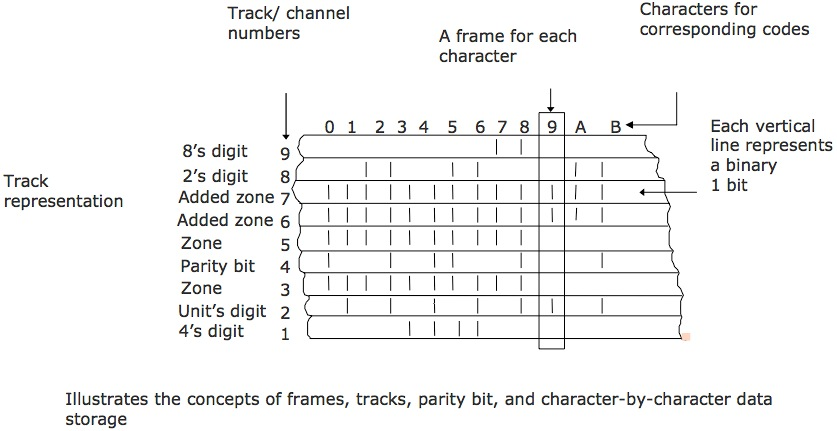 Track/ channel
numbers
Characters for
corresponding codes
A frame for each
character
0 1 2 3 4 5 6 7 8 9 A B
Each vertical
line represents
a binary
1 bit
Track
representation
8's digit 9
2's digit 8
Added zone 7
Added zone 6
Zone 5
Parity bit 4
Zone 3
Unit's digit 2
4's digit 1
Illustrates the concepts of frames, tracks, parity bit, and character-by-character data
storage